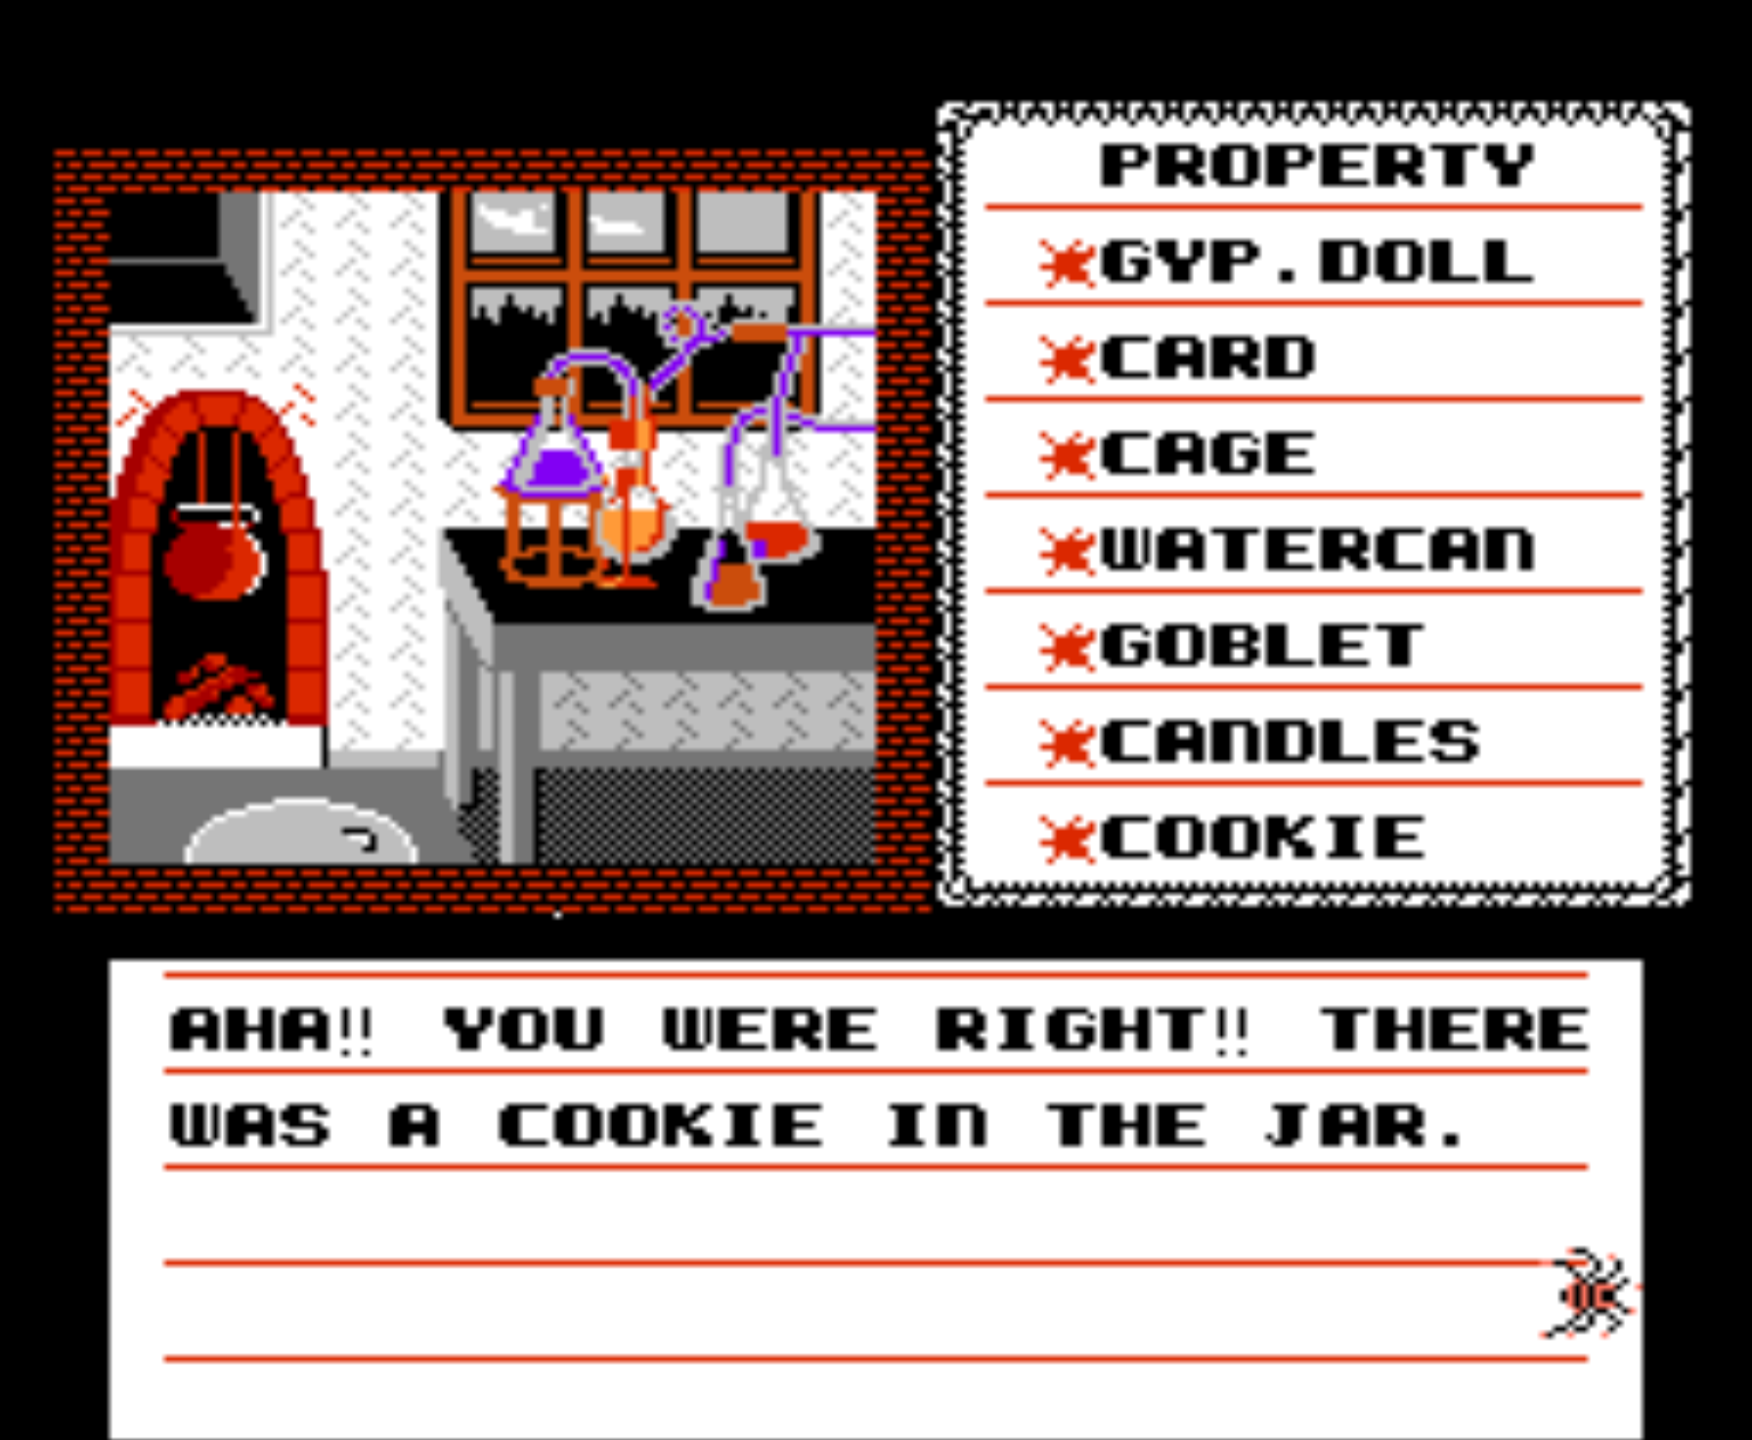 PROPERTY
GYP.DOLL
CARD
CAGE
WATERCAN
GOBLET
CANDLES
COOKIE
AHA!! YOU WERE RIGHT!! THERE
WAS A COOKIE IN THE JAR.